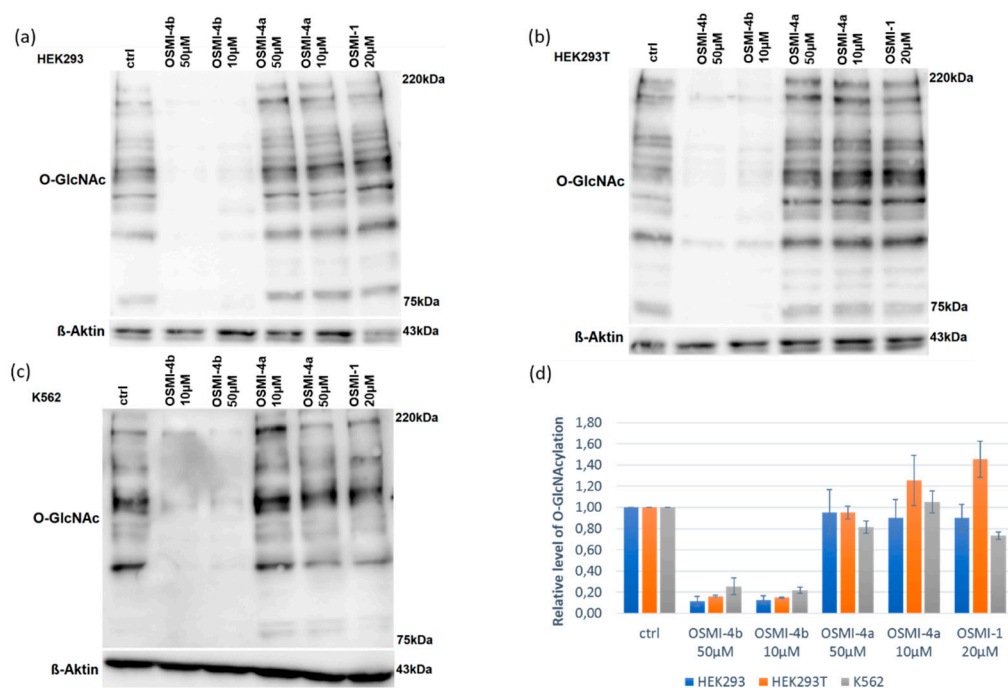 (a)
HEK293
ctrl
OSMI-4b
50µM
OSMI-4b
10µM
OSMI-4a
50µM
OSMI-4a
10µM
OSMI-1
20µM
220kDa
O-GlcNAc
75kDa
ß-Aktin
43kDa
(b)
HEK293T
ctrl
OSMI-4b
50µM
OSMI-4b
10µM
OSMI-4a
50µM
OSMI-4a
10µM
OSMI-1
20µM
220kDa
O-GlcNAc
75kDa
ß-Aktin
43kDa
(c)
K562
ctrl
OSMI-4b
10µM
OSMI-4b
50µM
OSMI-4a
10µM
OSMI-4a
50µM
OSMI-1
20µM
220kDa
O-GlcNAc
75kDa
ß-Aktin
43kDa
(d)
Relative level of O-GlcNAcylation
1,80
1,60
1,40
1,20
1,00
0,80
0,60
0,40
0,20
0,00
ctrl
OSMI-4b
50µM
OSMI-4b
10µM
OSMI-4a
50µM
OSMI-4a
10µM
OSMI-1
20µM
HEK293 HEK293T K562